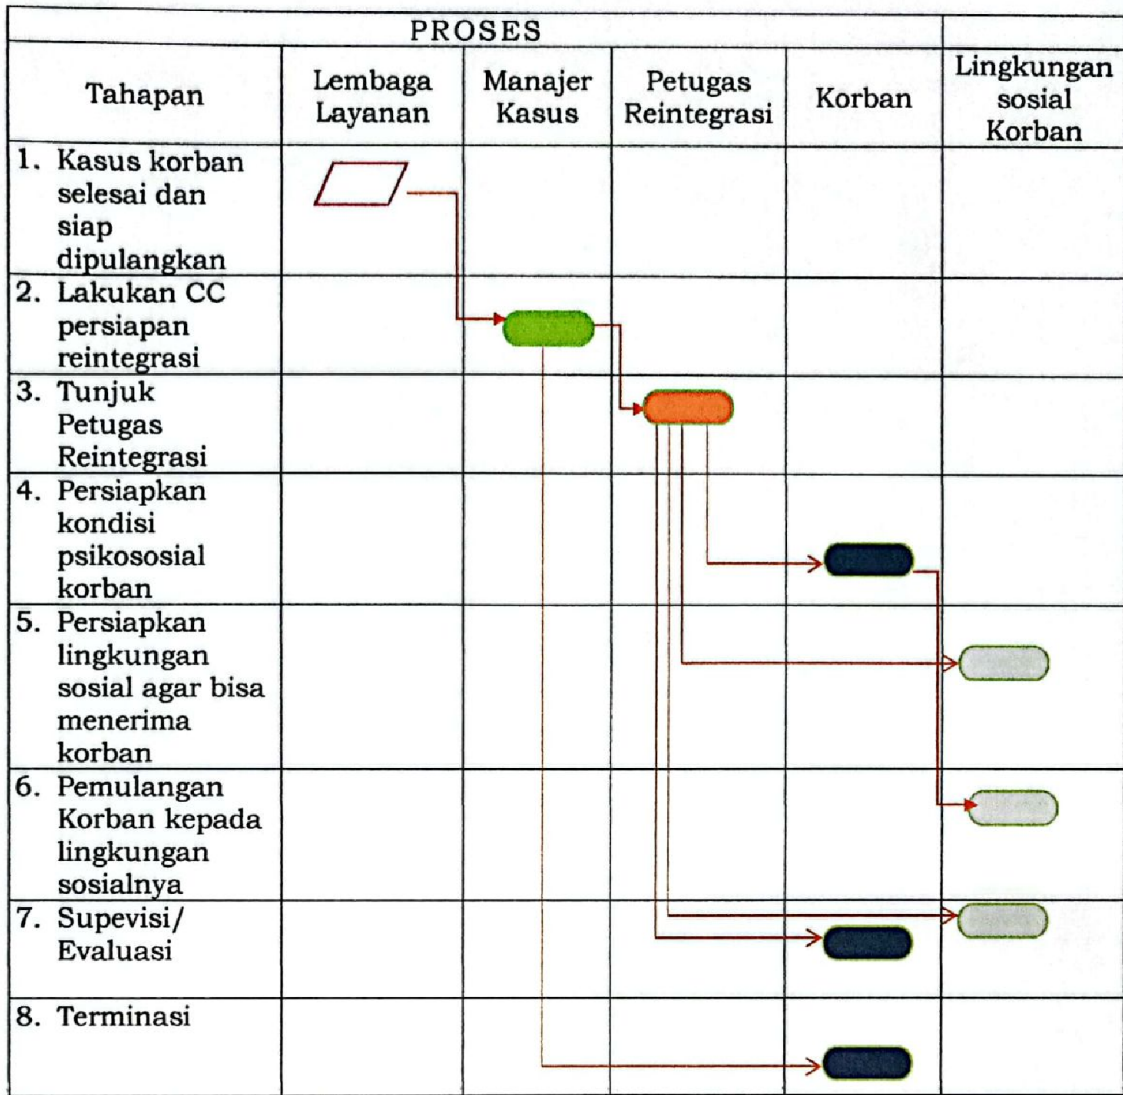 PROSES
Tahapan
Lembaga
Layanan
Manajer
Kasus
Petugas
Reintegrasi
Korban
Lingkungan
sosial
Korban
1. Kasus korban
selesai dan
siap
dipulangkan
2. Lakukan CC
persiapan
reintegrasi
3. Tunjuk
Petugas
Reintegrasi
4. Persiapkan
kondisi
psikososial
korban
5. Persiapkan
lingkungan
sosial agar bisa
menerima
korban
6. Pemulangan
Korban kepada
lingkungan
sosialnya
7. Supevisi/
Evaluasi
8. Terminasi